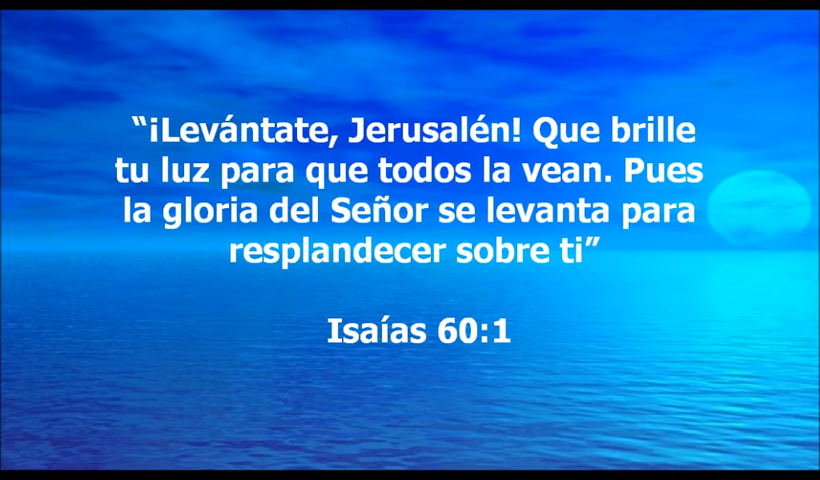 “¡Levántate, Jerusalén! Que brille
tu luz para que todos la vean. Pues
la gloria del Señor se levanta para
resplandecer sobre ti”
Isaías 60:1